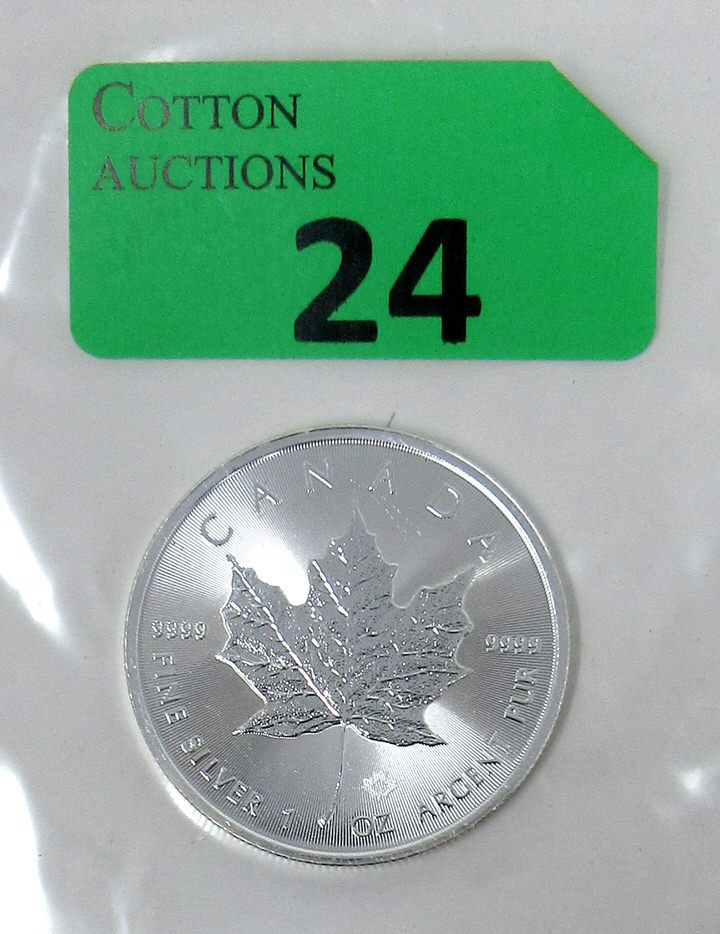 COTTON
AUCTIONS
24
CANADA
9999
9999
FINE SILVER 1 OZ ARGENT PUR